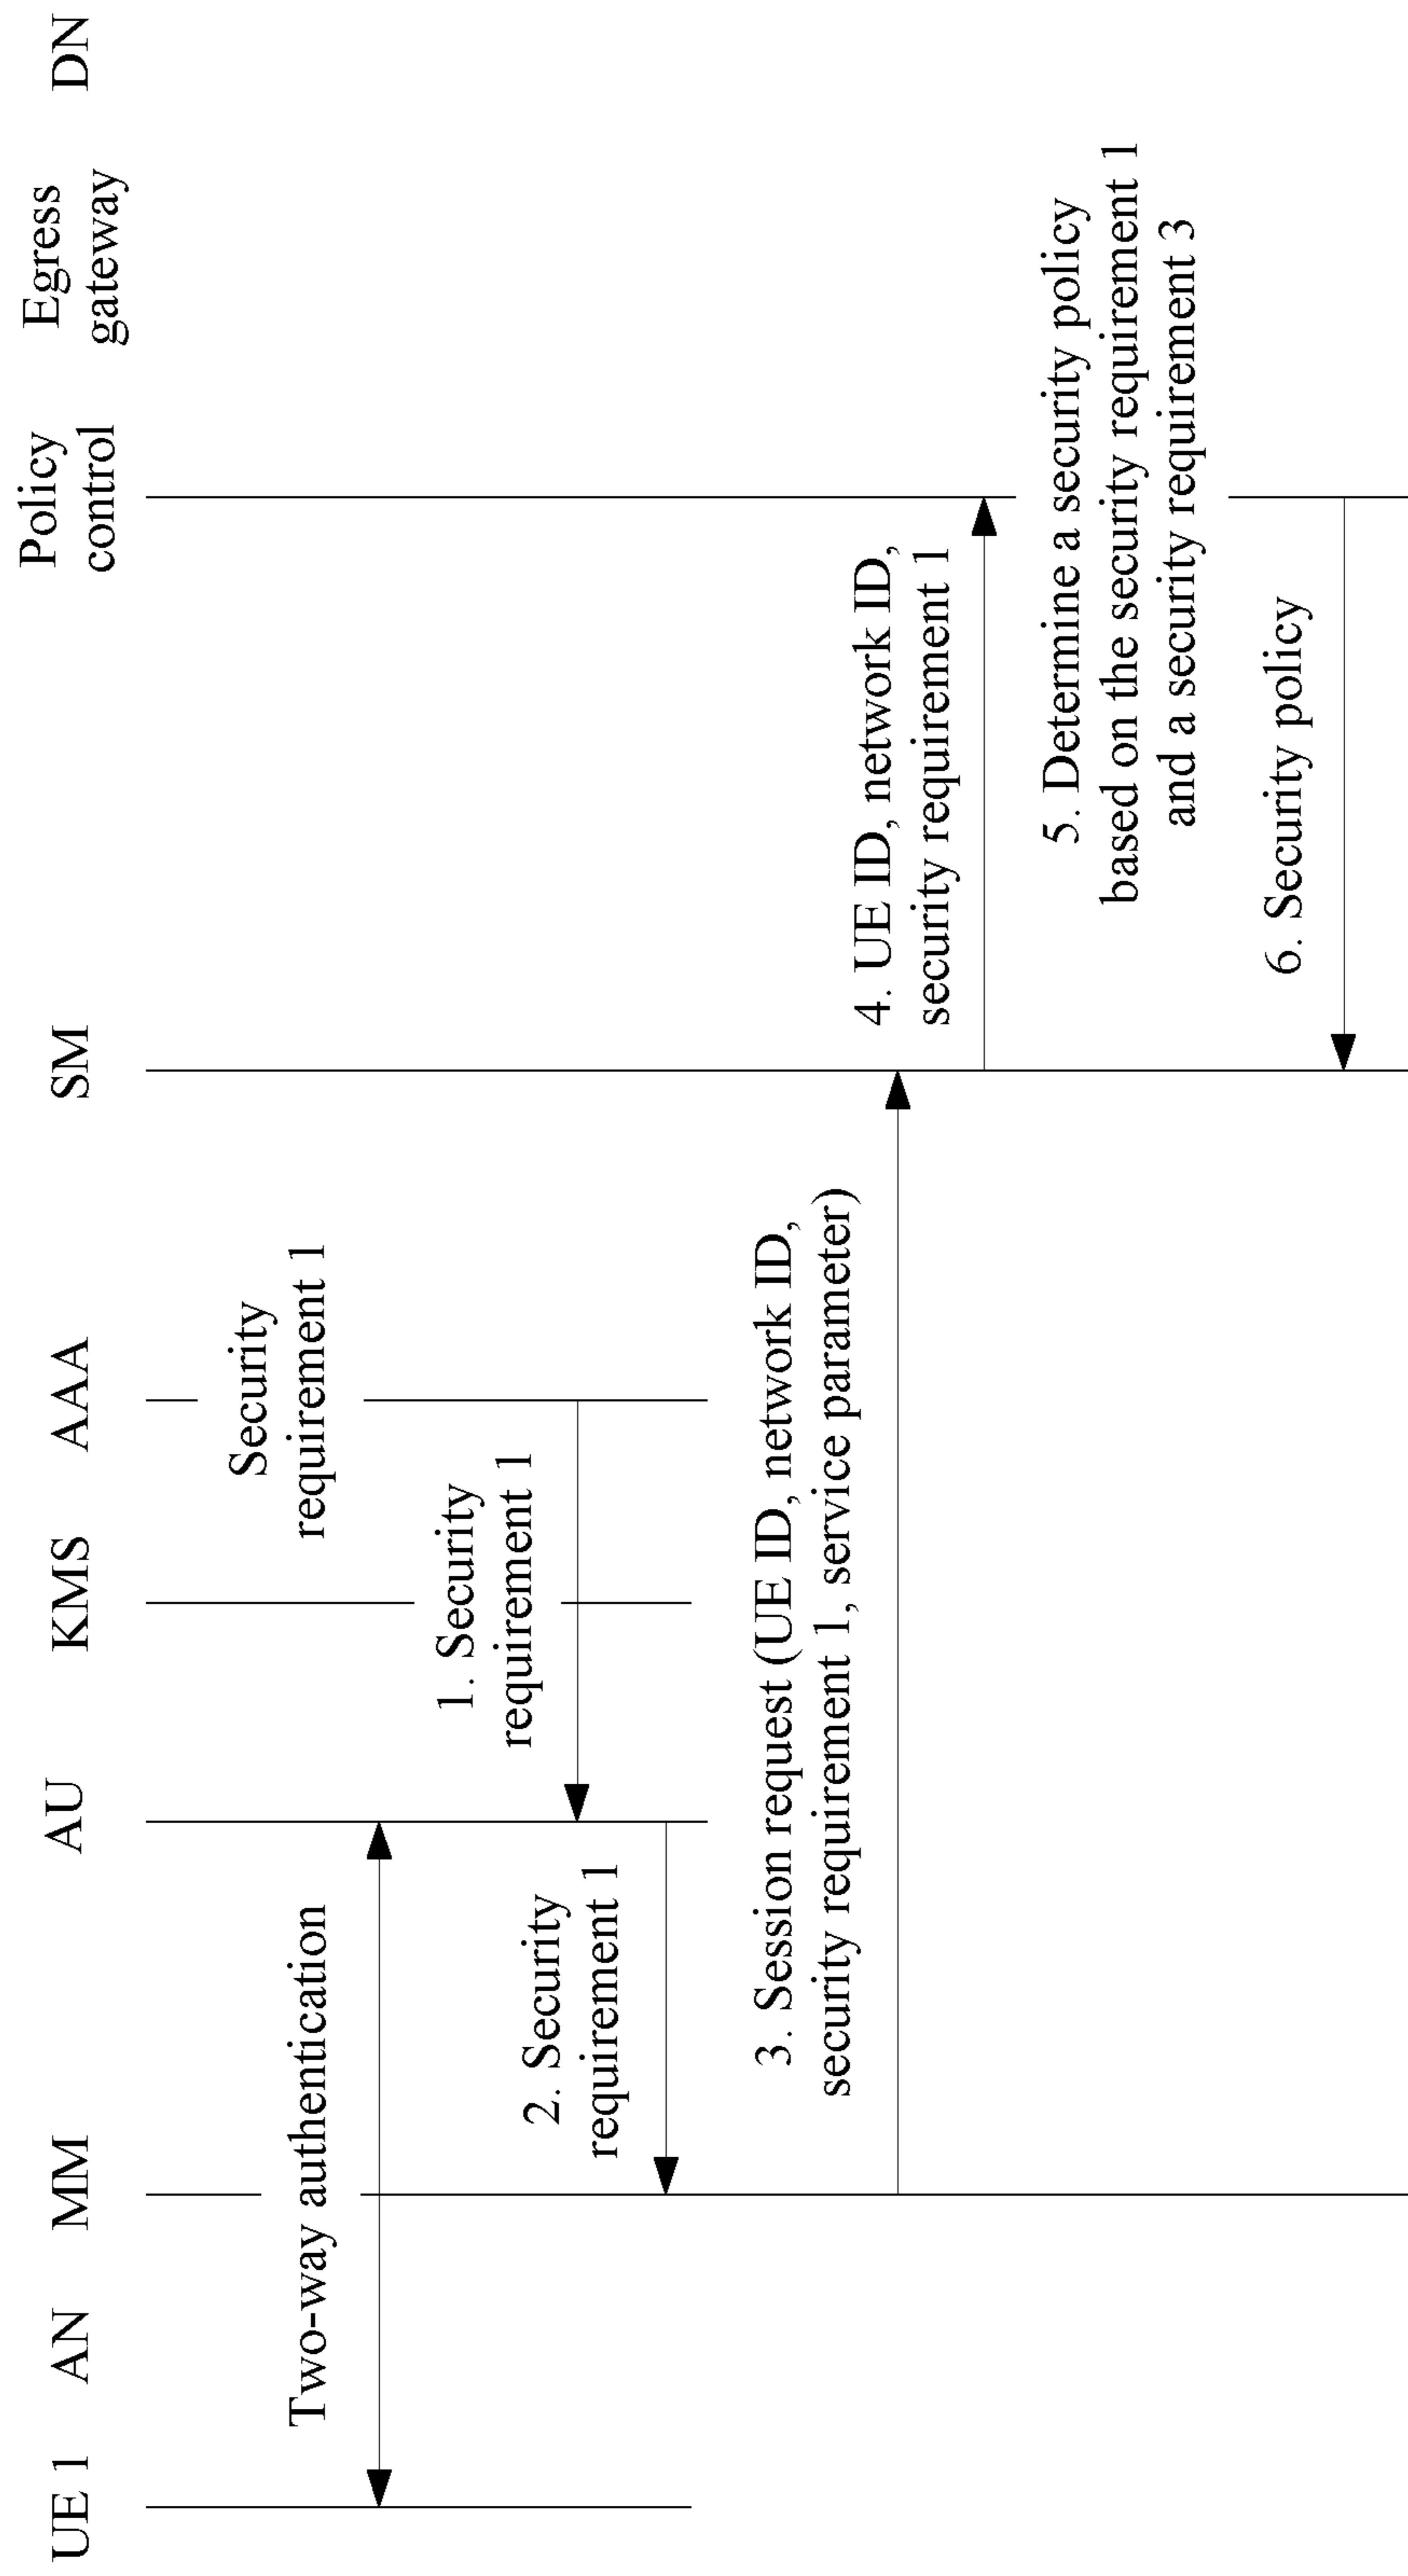 UE 1
AN
MM
AU
KMS
AAA
SM
Policy
control
Egress
gateway
DN
Security
requirement 1
Two-way authentication
1. Security
requirement 1
2. Security
requirement 1
3. Session request (UE ID, network ID,
security requirement 1, service parameter)
4. UE ID, network ID,
security requirement 1
5. Determine a security policy
based on the security requirement 1
and a security requirement 3
6. Security policy